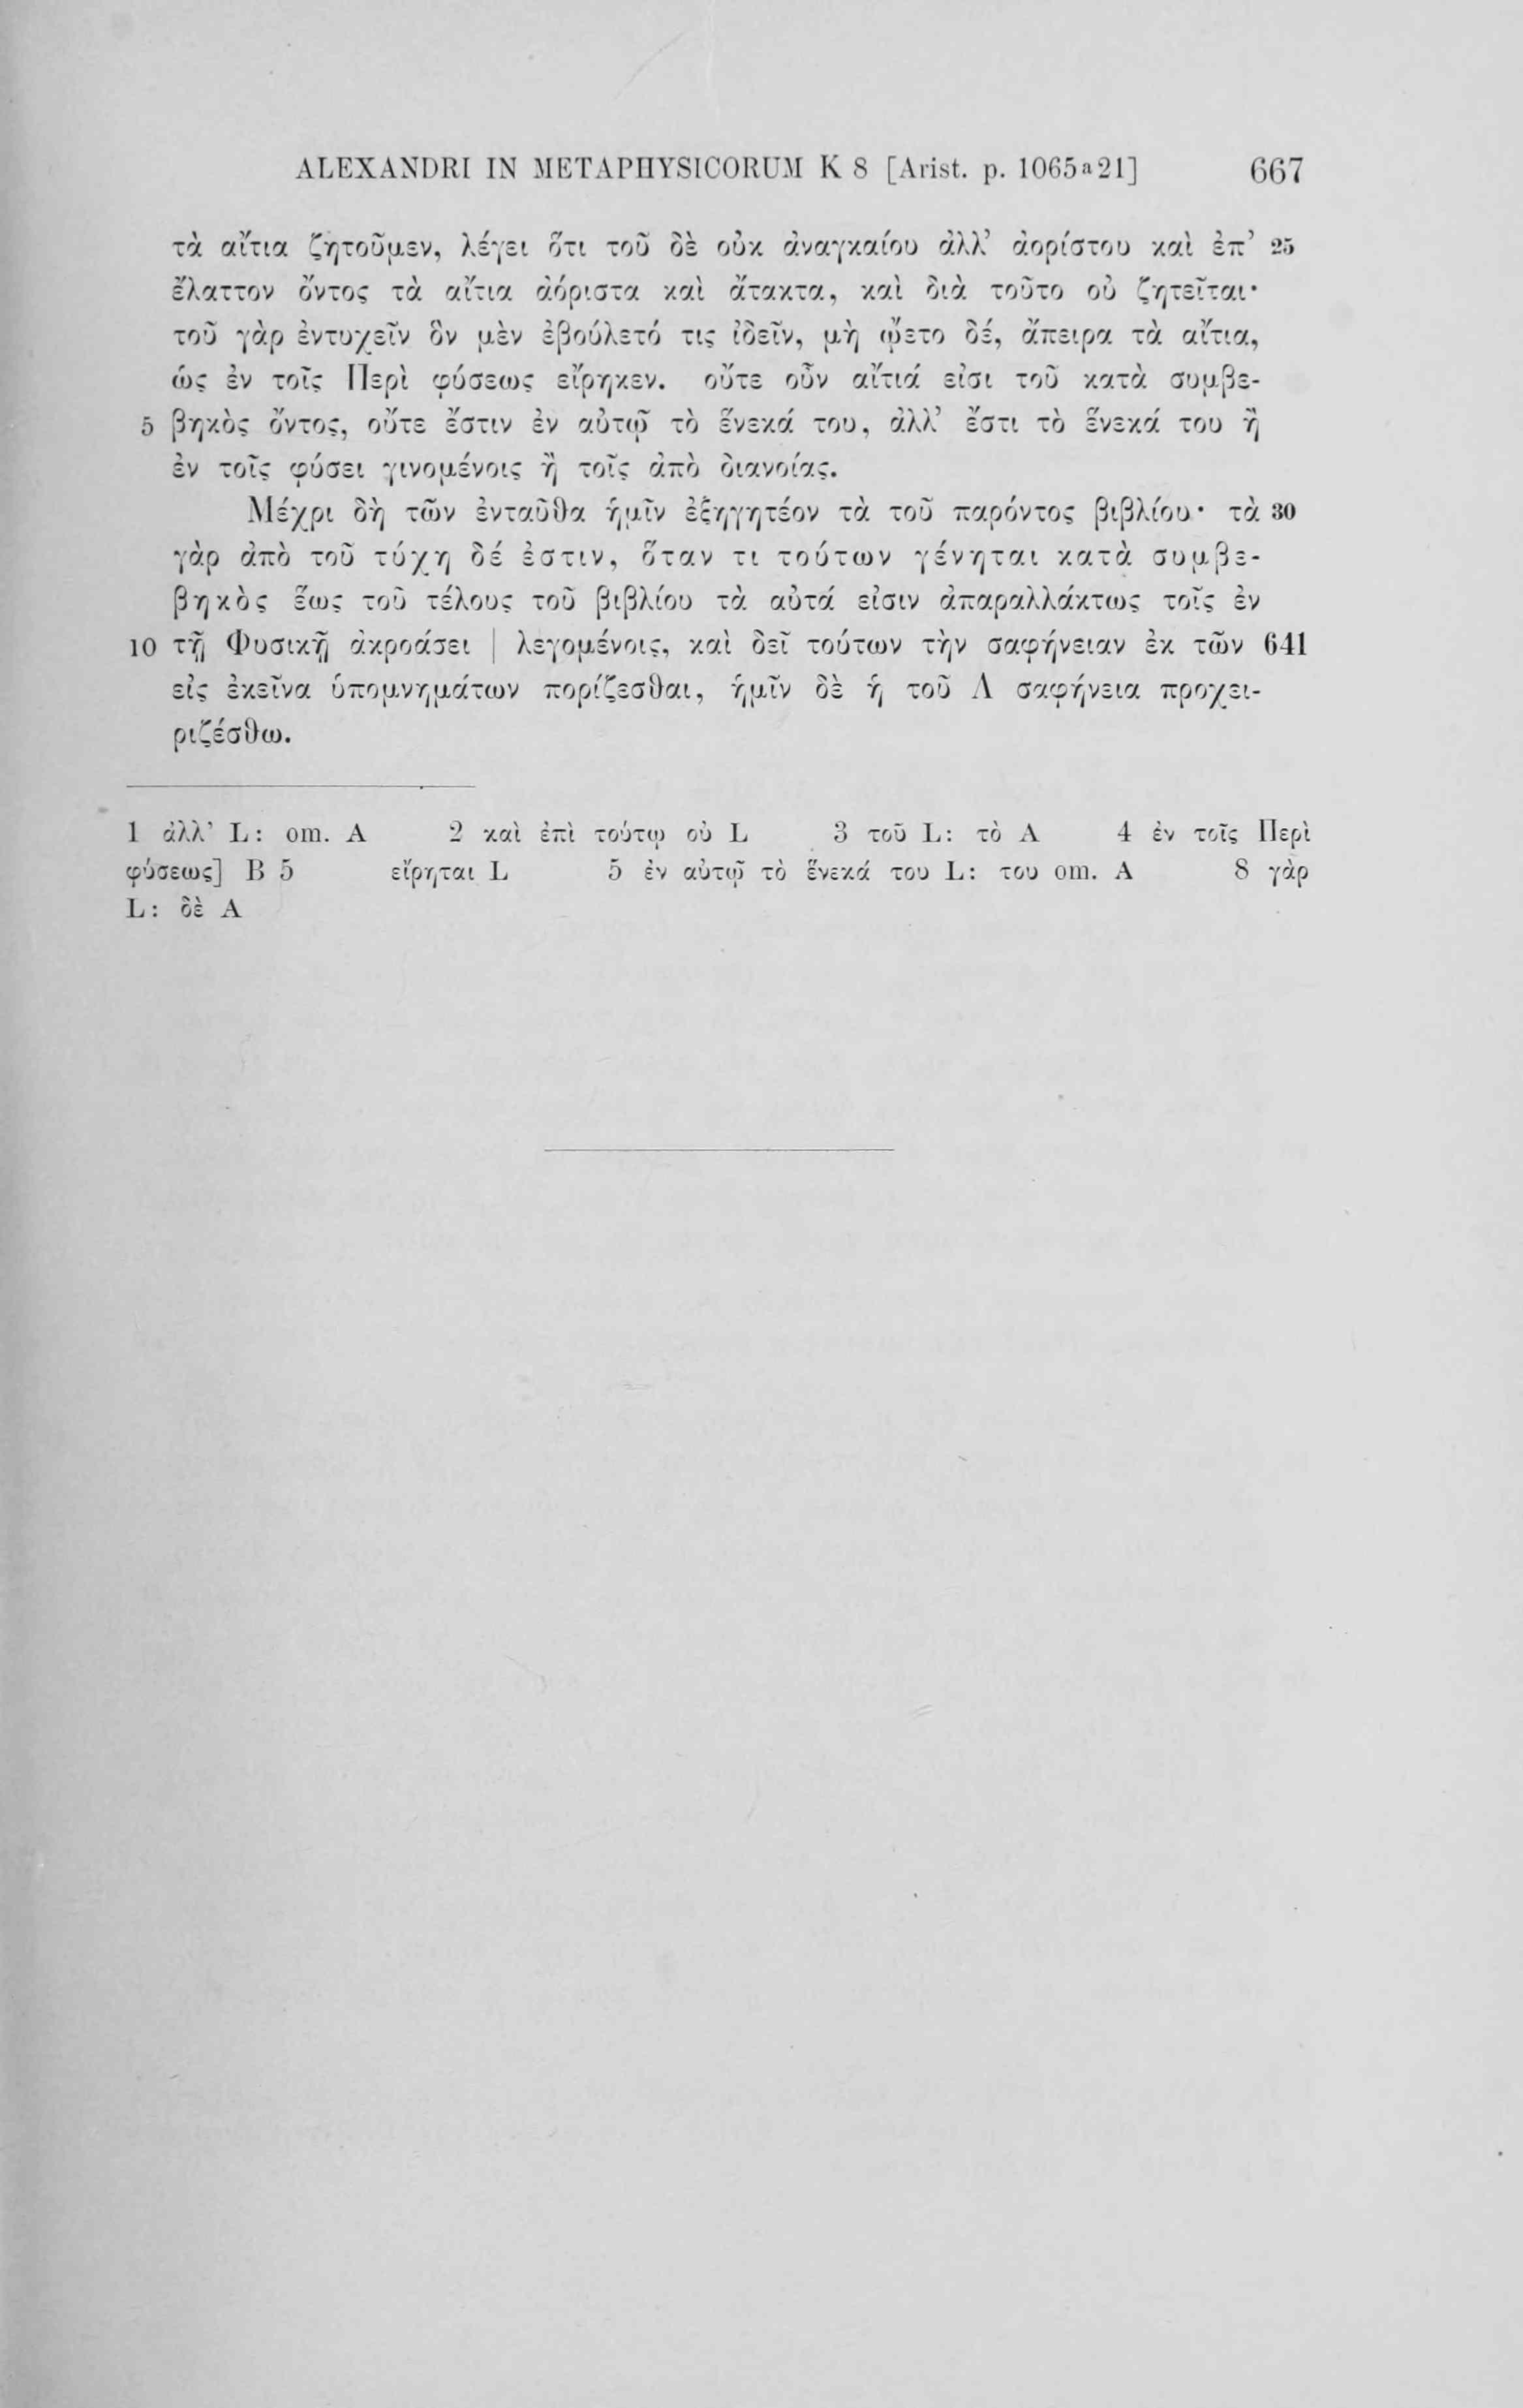 ALEXANDRI IN METAPHYSICORUM K 8 [Arist. p. 1065a21] 667
τὰ αἴτια ζητοῦμεν, λέγει ὅτι τοῦ δὲ οὐκ ἀναγκαίου ἀλλ’ ἀορίστου καὶ ἐπ’ 25
ἔλαττον ὄντος τὰ αἴτια ἀόριστα καὶ ἄτακτα, καὶ διὰ τοῦτο οὐ ζητεῖται·
τοῦ γὰρ ἐντυχεῖν ὃν μὲν ἐβούλετό τις ἰδεῖν, μὴ ᾤετο δέ, ἄπειρα τὰ αἴτια,
ὡς ἐν τοῖς Περὶ φύσεως εἴρηκεν. οὔτε οὖν αἴτιά εἰσι τοῦ κατὰ συμβε-
5 βηκὸς ὄντος, οὔτε ἔστιν ἐν αὐτῷ τὸ ἕνεκά του, ἀλλ’ ἔστι τὸ ἕνεκά του ἢ
ἐν τοῖς φύσει γινομένοις ἢ τοῖς ἀπὸ διανοίας.
Μέχρι δὴ τῶν ἐνταῦθα ἡμῖν ἐξηγητέον τὰ τοῦ παρόντος βιβλίου· τὰ 30
γὰρ ἀπὸ τοῦ τύχη δέ ἐστιν, ὅταν τι τούτων γένηται κατὰ συμβε-
βηκὸς ἕως τοῦ τέλους τοῦ βιβλίου τὰ αὐτά εἰσιν ἀπαραλλάκτως τοῖς ἐν
10 τῇ Φυσικῇ ἀκροάσει | λεγομένοις, καὶ δεῖ τούτων τὴν σαφήνειαν ἐκ τῶν 641
εἰς ἐκεῖνα ὑπομνημάτων πορίζεσθαι, ἡμῖν δὲ ἡ τοῦ Λ σαφήνεια προχει-
ριζέσθω.
1 ἀλλ’ L: om. A 2 καὶ ἐπὶ τούτῳ οὐ L 3 τοῦ L: τὸ A 4 ἐν τοῖς Περὶ
φύσεως] B 5 εἴρηται L 5 ἐν αὐτῷ τὸ ἕνεκά του L: του om. A 8 γὰρ
L: δὲ A